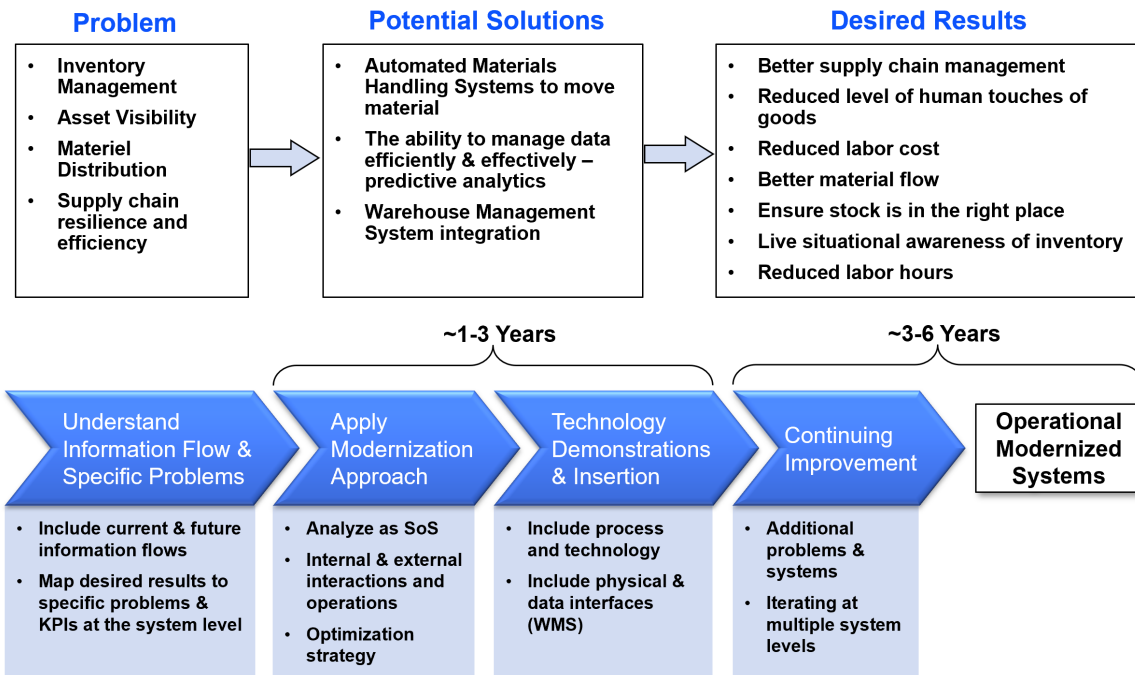 Problem
• Inventory
Management
• Asset Visibility
• Materiel
Distribution
• Supply chain
resilience and
efficiency
Potential Solutions
• Automated Materials
Handling Systems to move
material
• The ability to manage data
efficiently & effectively –
predictive analytics
• Warehouse Management
System integration
Desired Results
• Better supply chain management
• Reduced level of human touches of
goods
• Reduced labor cost
• Better material flow
• Ensure stock is in the right place
• Live situational awareness of inventory
• Reduced labor hours
~1-3 Years
~3-6 Years
Understand
Information Flow &
Specific Problems
• Include current & future
information flows
• Map desired results to
specific problems &
KPIs at the system level
Apply
Modernization
Approach
• Analyze as SoS
• Internal & external
interactions and
operations
• Optimization
strategy
Technology
Demonstrations
& Insertion
• Include process
and technology
• Include physical &
data interfaces
(WMS)
Continuing
Improvement
• Additional
problems &
systems
• Iterating at
multiple system
levels
Operational
Modernized
Systems